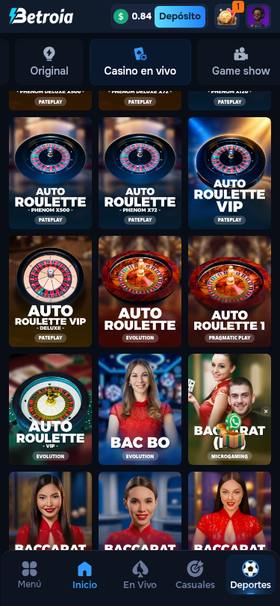 Betroia
$ 0.84 Depósito
1
Original
Casino en vivo
Game show
PATEPLAY
PATEPLAY
PATEPLAY
AUTO
ROULETTE
- PHENOM X500 -
PATEPLAY
AUTO
ROULETTE
- PHENOM X72 -
PATEPLAY
AUTO
ROULETTE
VIP
PATEPLAY
AUTO
ROULETTE VIP
- DELUXE -
PATEPLAY
AUTO
ROULETTE
EVOLUTION
AUTO
ROULETTE 1
PRAGMATIC PLAY
AUTO
ROULETTE
- VIP -
EVOLUTION
BAC BO
EVOLUTION
MICROGAMING
BACCARAT
BACCARAT
BACCARAT
Menú
Inicio
En Vivo
Casuales
Deportes